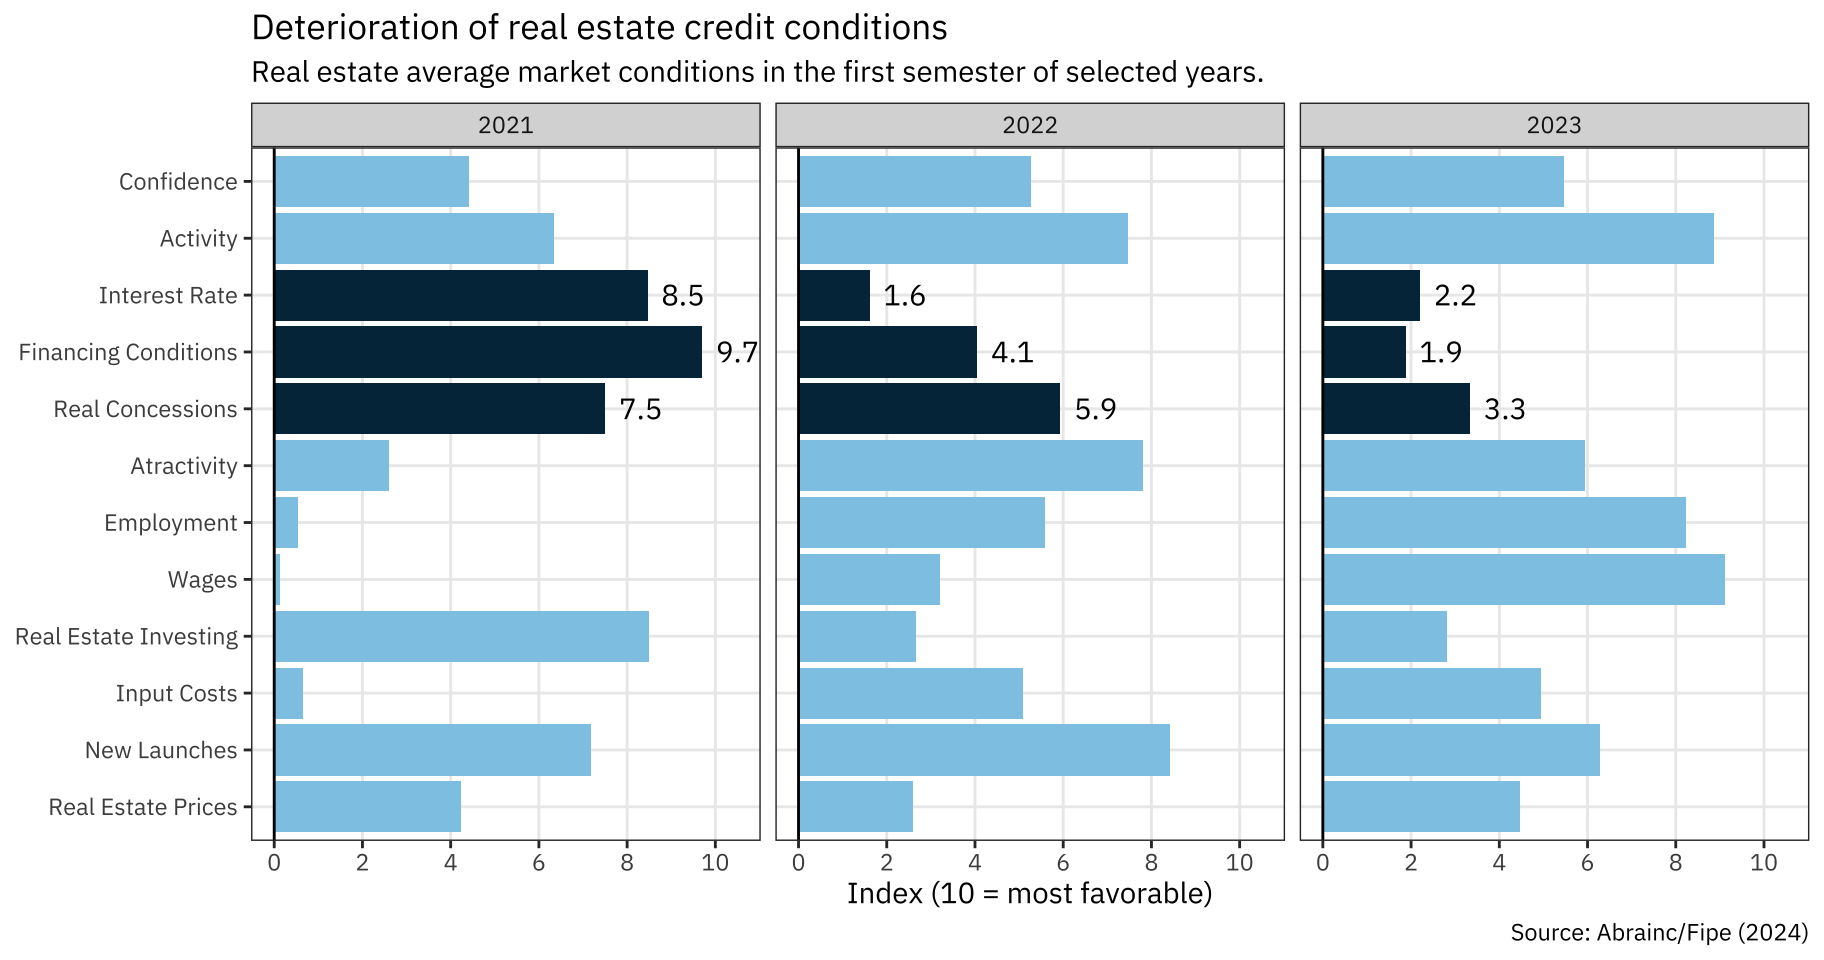 Deterioration of real estate credit conditions
Real estate average market conditions in the first semester of selected years.
2021 2022 2023
Confidence
Activity
Interest Rate 8.5 1.6 2.2
Financing Conditions 9.7 4.1 1.9
Real Concessions 7.5 5.9 3.3
Atractivity
Employment
Wages
Real Estate Investing
Input Costs
New Launches
Real Estate Prices
0 2 4 6 8 10 0 2 4 6 8 10 0 2 4 6 8 10
Index (10 = most favorable)
Source: Abrainc/Fipe (2024)